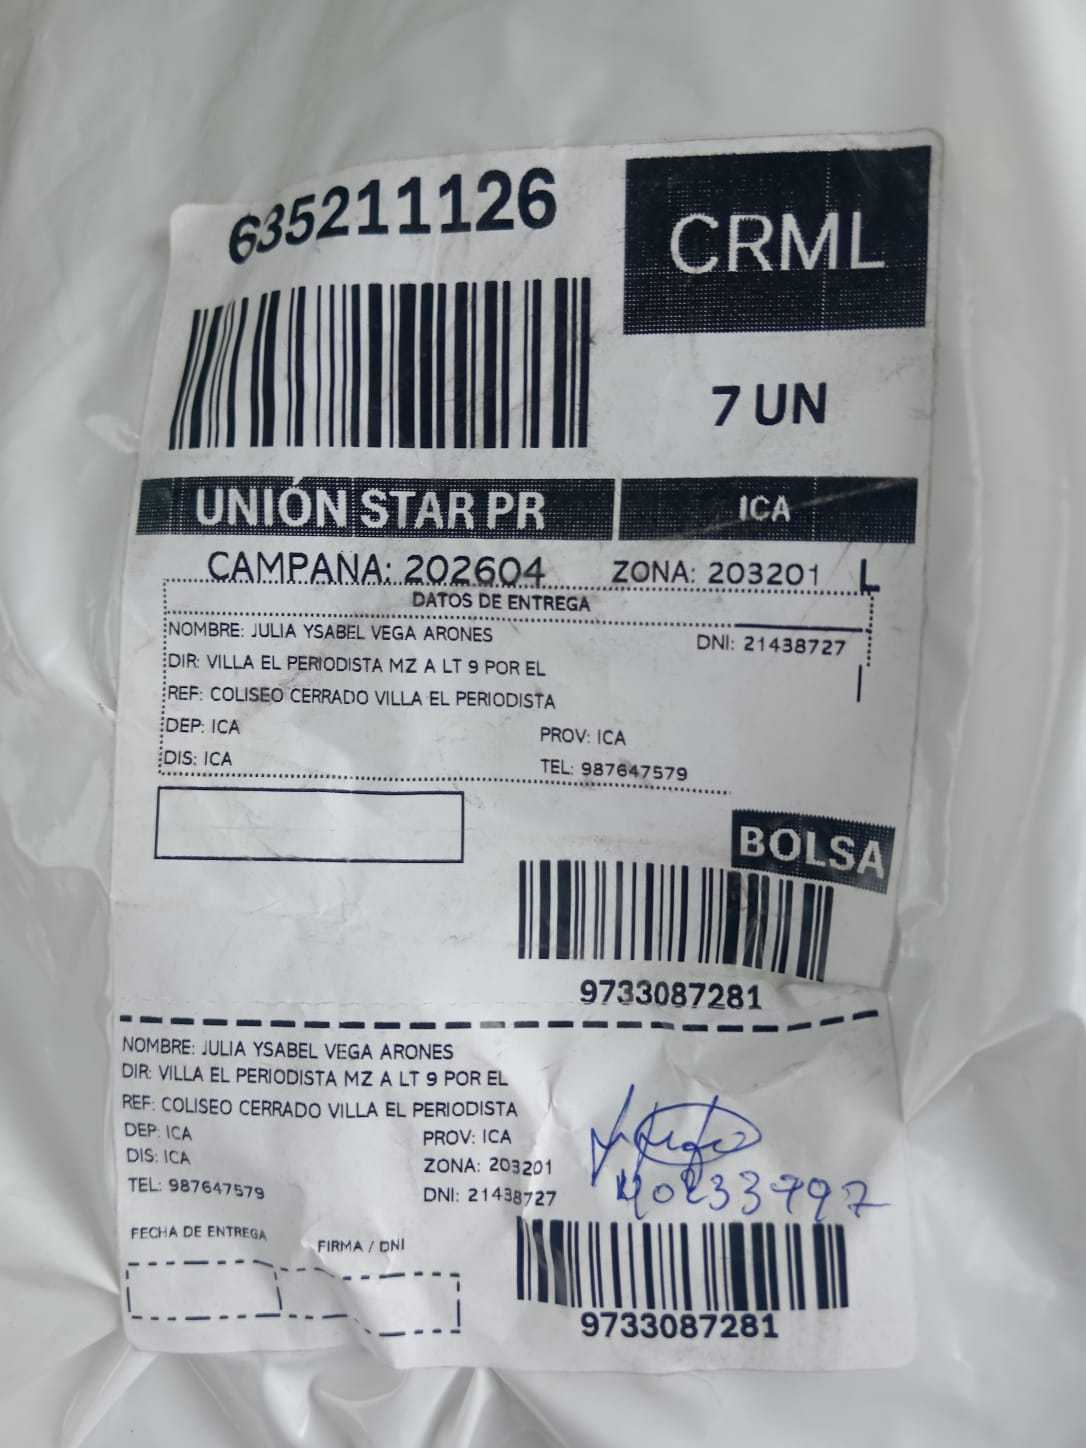 635211126
CRML
7 UN
UNIÓN STAR PR
ICA
CAMPAÑA: 202604 ZONA: 203201 L
DATOS DE ENTREGA
NOMBRE: JULIA YSABEL VEGA ARONES DNI: 21438727
DIR: VILLA EL PERIODISTA MZ A LT 9 POR EL
REF: COLISEO CERRADO VILLA EL PERIODISTA
DEP: ICA PROV: ICA
DIS: ICA TEL: 987647579
BOLSA
9733087281
NOMBRE: JULIA YSABEL VEGA ARONES
DIR: VILLA EL PERIODISTA MZ A LT 9 POR EL
REF: COLISEO CERRADO VILLA EL PERIODISTA
DEP: ICA PROV: ICA
DIS: ICA ZONA: 203201
TEL: 987647579 DNI: 21438727
FECHA DE ENTREGA FIRMA / DNI
9733087281